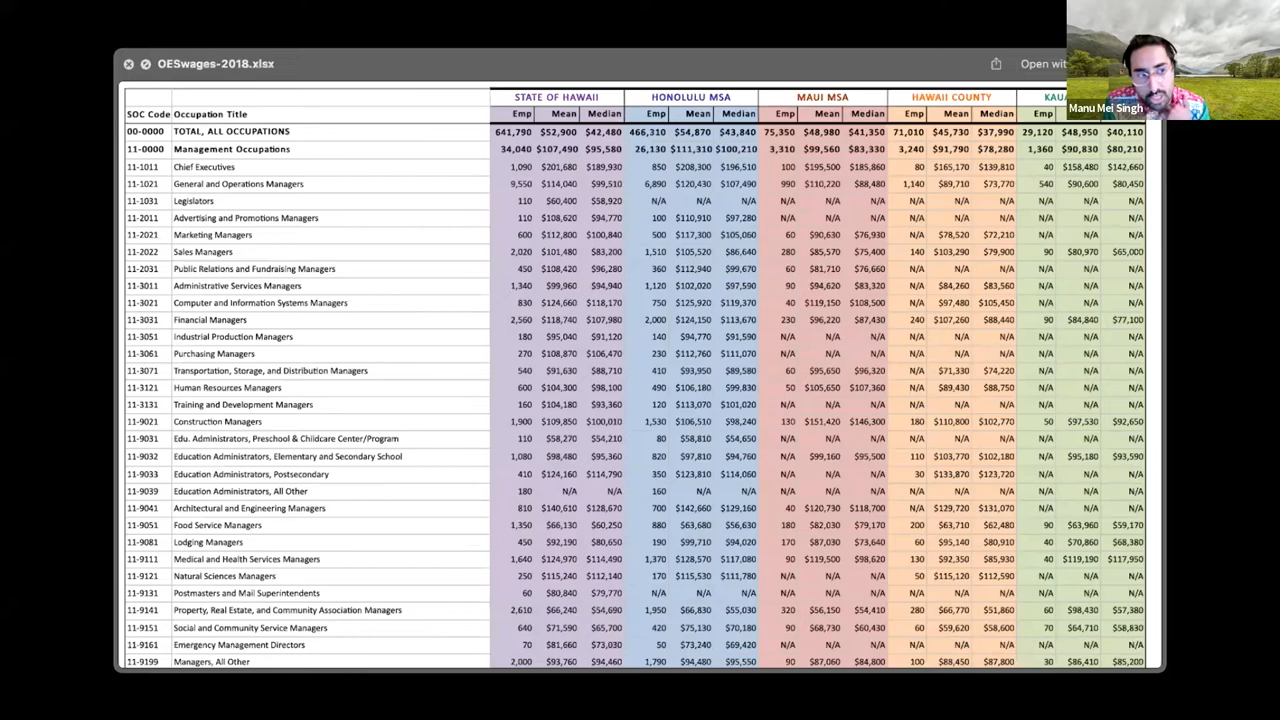 OESwages-2018.xlsx
Open with
Manu Mei Singh
STATE OF HAWAII HONOLULU MSA MAUI MSA HAWAII COUNTY
SOC Code Occupation Title Emp Mean Median Emp Mean Median Emp Mean Median Emp Mean Median Emp Mean Median
00-0000 TOTAL, ALL OCCUPATIONS 641,790 $52,900 $42,480 466,310 $54,870 $43,840 75,350 $48,980 $41,350 71,010 $45,730 $37,990 29,120 $48,950 $40,110
11-0000 Management Occupations 34,040 $107,490 $95,580 26,130 $111,310 $100,210 3,310 $99,560 $83,330 3,240 $91,790 $78,280 1,360 $90,830 $80,210
11-1011 Chief Executives 1,090 $201,680 $189,930 850 $208,300 $196,510 100 $195,500 $185,860 80 $165,170 $139,810 40 $158,480 $142,660
11-1021 General and Operations Managers 9,550 $114,040 $99,510 6,890 $120,430 $107,490 990 $110,220 $88,480 1,140 $89,710 $73,770 540 $90,600 $80,450
11-1031 Legislators 110 $60,400 $58,920 N/A N/A N/A N/A N/A N/A N/A N/A N/A N/A N/A N/A
11-2011 Advertising and Promotions Managers 110 $108,620 $94,770 100 $110,910 $97,280 N/A N/A N/A N/A N/A N/A N/A N/A N/A
11-2021 Marketing Managers 600 $112,800 $100,840 500 $117,300 $105,060 60 $90,630 $76,930 N/A $78,520 $72,210 N/A N/A N/A
11-2022 Sales Managers 2,020 $101,480 $83,200 1,510 $105,520 $86,640 280 $85,570 $75,400 140 $103,290 $79,900 90 $80,970 $65,000
11-2031 Public Relations and Fundraising Managers 450 $108,420 $96,280 360 $112,940 $99,670 60 $81,710 $76,660 N/A N/A N/A N/A N/A N/A
11-3011 Administrative Services Managers 1,340 $99,960 $94,940 1,120 $102,020 $97,590 90 $94,620 $83,320 N/A $84,260 $83,560 N/A N/A N/A
11-3021 Computer and Information Systems Managers 830 $124,660 $118,170 750 $125,920 $119,370 40 $119,150 $108,500 N/A $97,480 $105,450 N/A N/A N/A
11-3031 Financial Managers 2,560 $118,740 $107,980 2,000 $124,150 $113,670 230 $96,220 $87,430 240 $107,260 $88,440 90 $84,840 $77,100
11-3051 Industrial Production Managers 180 $95,040 $91,120 140 $94,770 $91,590 N/A N/A N/A N/A N/A N/A N/A N/A N/A
11-3061 Purchasing Managers 270 $108,870 $106,470 230 $112,760 $111,070 N/A N/A N/A N/A N/A N/A N/A N/A N/A
11-3071 Transportation, Storage, and Distribution Managers 540 $91,630 $88,710 410 $93,950 $89,580 60 $95,650 $96,320 N/A $71,330 $74,220 N/A N/A N/A
11-3121 Human Resources Managers 600 $104,300 $98,100 490 $106,180 $99,830 50 $105,650 $107,360 N/A $89,430 $88,750 N/A N/A N/A
11-3131 Training and Development Managers 160 $104,180 $93,360 120 $113,070 $101,020 N/A N/A N/A N/A N/A N/A N/A N/A N/A
11-9021 Construction Managers 1,900 $109,850 $100,010 1,530 $106,510 $98,240 130 $151,420 $146,300 180 $110,800 $102,770 50 $97,530 $92,650
11-9031 Edu. Administrators, Preschool & Childcare Center/Program 110 $58,270 $54,210 80 $58,810 $54,650 N/A N/A N/A N/A N/A N/A N/A N/A N/A
11-9032 Education Administrators, Elementary and Secondary School 1,080 $98,480 $95,360 820 $97,810 $94,760 N/A $99,160 $95,500 110 $103,770 $102,180 N/A $95,180 $93,590
11-9033 Education Administrators, Postsecondary 410 $124,160 $114,790 350 $123,810 $114,060 N/A N/A N/A 30 $133,870 $123,720 N/A N/A N/A
11-9039 Education Administrators, All Other 180 N/A N/A 160 N/A N/A N/A N/A N/A N/A N/A N/A N/A N/A N/A
11-9041 Architectural and Engineering Managers 810 $140,610 $128,670 700 $142,660 $129,160 40 $120,730 $118,700 N/A $129,720 $131,070 N/A N/A N/A
11-9051 Food Service Managers 1,350 $66,130 $60,250 880 $63,680 $56,630 180 $82,030 $79,170 200 $63,710 $62,480 90 $63,960 $59,170
11-9081 Lodging Managers 450 $92,190 $80,650 190 $99,710 $94,020 170 $87,030 $73,640 60 $95,140 $80,910 40 $70,860 $68,380
11-9111 Medical and Health Services Managers 1,640 $124,970 $114,490 1,370 $128,570 $117,080 90 $119,500 $98,620 130 $92,350 $85,930 40 $119,190 $117,950
11-9121 Natural Sciences Managers 250 $115,240 $112,140 170 $115,530 $111,780 N/A N/A N/A 50 $115,120 $112,590 N/A N/A N/A
11-9131 Postmasters and Mail Superintendents 60 $80,840 $79,770 N/A N/A N/A N/A N/A N/A N/A N/A N/A N/A N/A N/A
11-9141 Property, Real Estate, and Community Association Managers 2,610 $66,240 $54,690 1,950 $66,830 $55,030 320 $56,150 $54,410 280 $66,770 $51,860 60 $98,430 $57,380
11-9151 Social and Community Service Managers 640 $71,590 $65,700 420 $75,130 $70,180 90 $68,730 $60,430 60 $59,620 $58,600 70 $64,710 $58,830
11-9161 Emergency Management Directors 70 $81,660 $73,030 50 $73,240 $69,420 N/A N/A N/A N/A N/A N/A N/A N/A N/A
11-9199 Managers, All Other 2,000 $93,760 $94,460 1,790 $94,480 $95,550 90 $87,060 $84,800 100 $88,450 $87,800 30 $86,410 $85,200